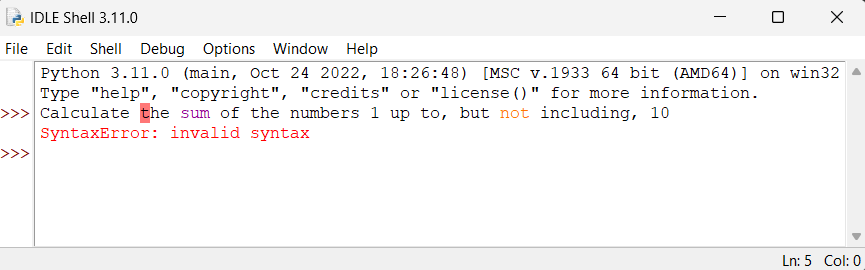 IDLE Shell 3.11.0
File Edit Shell Debug Options Window Help
Python 3.11.0 (main, Oct 24 2022, 18:26:48) [MSC v.1933 64 bit (AMD64)] on win32
Type "help", "copyright", "credits" or "license()" for more information.
>>> Calculate the sum of the numbers 1 up to, but not including, 10
SyntaxError: invalid syntax
>>>
Ln: 5 Col: 0